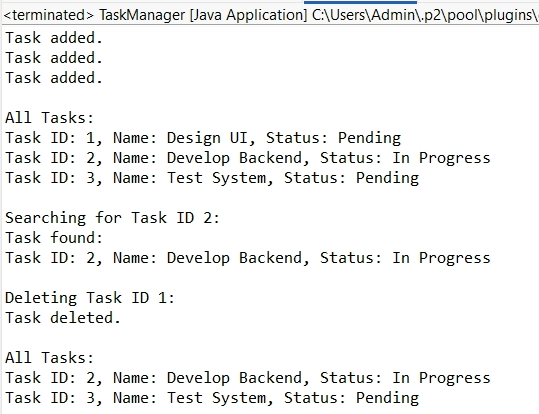 <terminated> TaskManager [Java Application] C:\Users\Admin\.p2\pool\plugins\
Task added.
Task added.
Task added.
All Tasks:
Task ID: 1, Name: Design UI, Status: Pending
Task ID: 2, Name: Develop Backend, Status: In Progress
Task ID: 3, Name: Test System, Status: Pending
Searching for Task ID 2:
Task found:
Task ID: 2, Name: Develop Backend, Status: In Progress
Deleting Task ID 1:
Task deleted.
All Tasks:
Task ID: 2, Name: Develop Backend, Status: In Progress
Task ID: 3, Name: Test System, Status: Pending